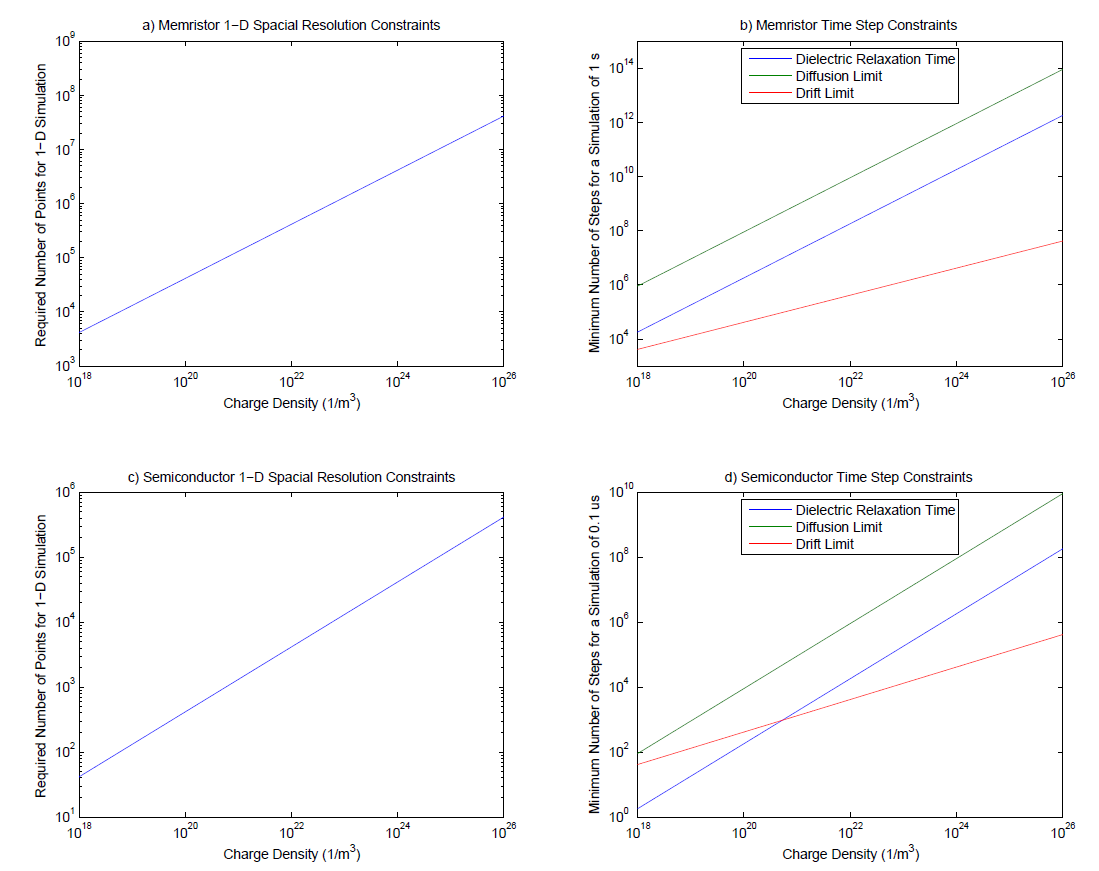 a) Memristor 1−D Spacial Resolution Constraints
Required Number of Points for 1−D Simulation
10^9
10^8
10^7
10^6
10^5
10^4
10^3
10^18 10^20 10^22 10^24 10^26
Charge Density (1/m^3)
b) Memristor Time Step Constraints
Minimum Number of Steps for a Simulation of 1 s
Dielectric Relaxation Time
Diffusion Limit
Drift Limit
10^14
10^12
10^10
10^8
10^6
10^4
10^18 10^20 10^22 10^24 10^26
Charge Density (1/m^3)
c) Semiconductor 1−D Spacial Resolution Constraints
Required Number of Points for 1−D Simulation
10^6
10^5
10^4
10^3
10^2
10^1
10^18 10^20 10^22 10^24 10^26
Charge Density (1/m^3)
d) Semiconductor Time Step Constraints
Minimum Number of Steps for a Simulation of 0.1 us
Dielectric Relaxation Time
Diffusion Limit
Drift Limit
10^10
10^8
10^6
10^4
10^2
10^0
10^18 10^20 10^22 10^24 10^26
Charge Density (1/m^3)